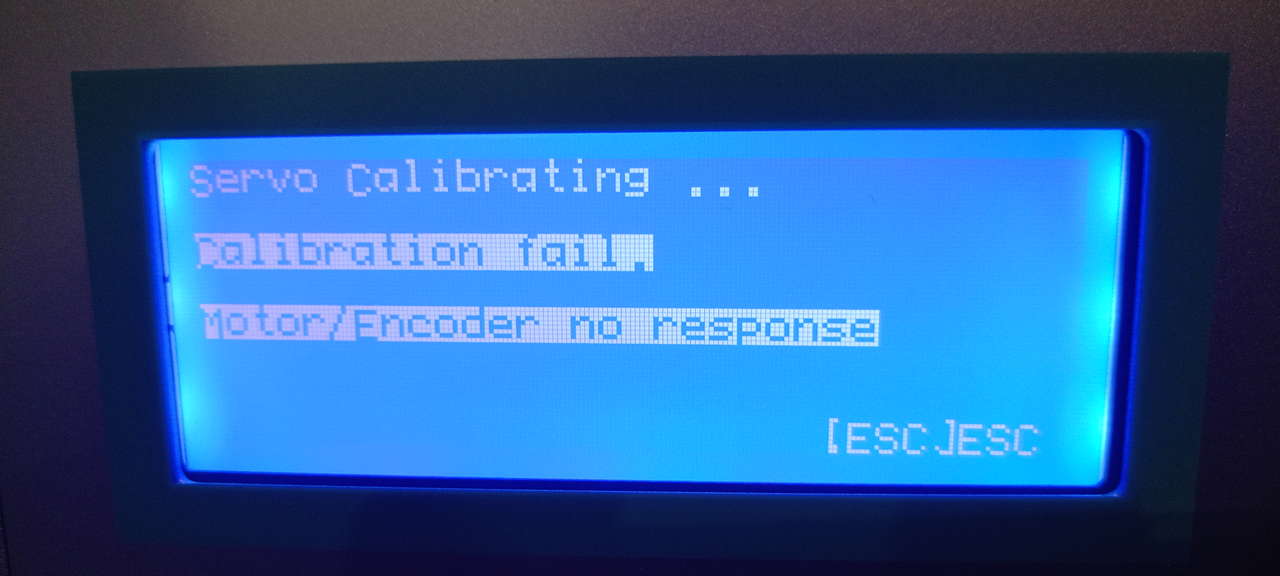 Servo Calibrating ...
Calibration fail.
Motor/Encoder no response
[ESC]ESC